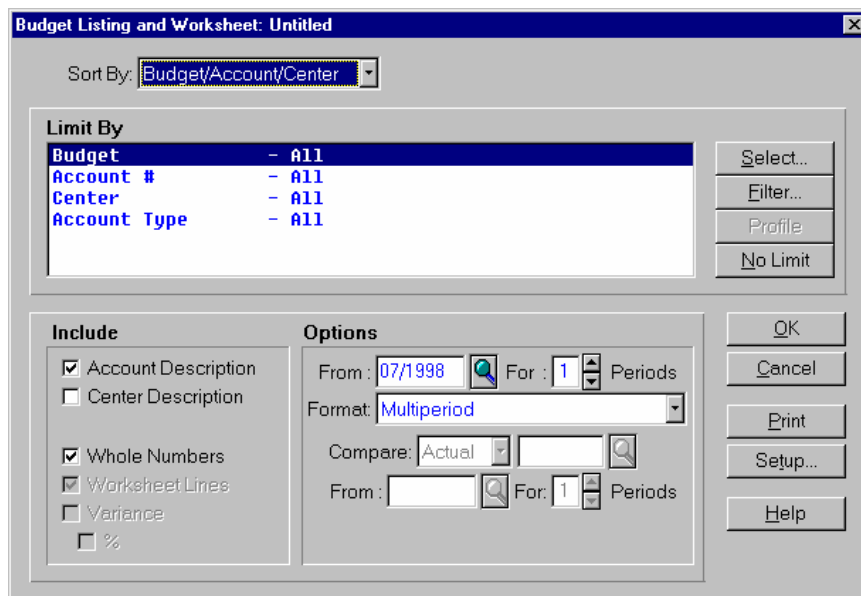 Budget Listing and Worksheet: Untitled
Sort By: Budget/Account/Center
Limit By
Budget - All
Account # - All
Center - All
Account Type - All
Select...
Filter...
Profile
No Limit
Include
Account Description
Center Description
Whole Numbers
Worksheet Lines
Variance
%
Options
From : 07/1998 For : 1 Periods
Format: Multiperiod
Compare: Actual
From : For: 1 Periods
OK
Cancel
Print
Setup...
Help